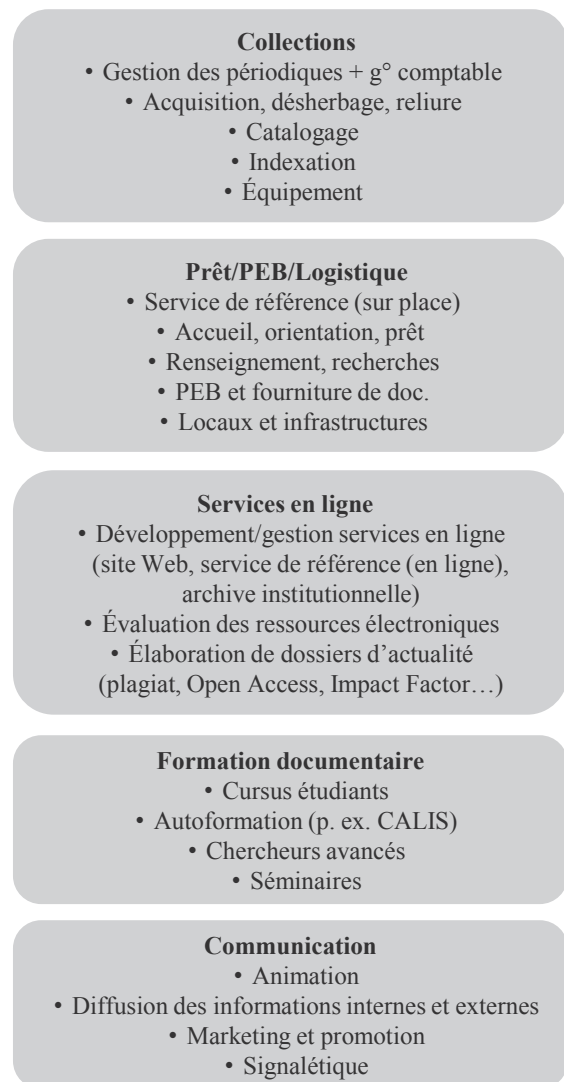 Collections
• Gestion des périodiques + g° comptable
• Acquisition, désherbage, reliure
• Catalogage
• Indexation
• Équipement
Prêt/PEB/Logistique
• Service de référence (sur place)
• Accueil, orientation, prêt
• Renseignement, recherches
• PEB et fourniture de doc.
• Locaux et infrastructures
Services en ligne
• Développement/gestion services en ligne
(site Web, service de référence (en ligne),
archive institutionnelle)
• Évaluation des ressources électroniques
• Élaboration de dossiers d’actualité
(plagiat, Open Access, Impact Factor…)
Formation documentaire
• Cursus étudiants
• Autoformation (p. ex. CALIS)
• Chercheurs avancés
• Séminaires
Communication
• Animation
• Diffusion des informations internes et externes
• Marketing et promotion
• Signalétique